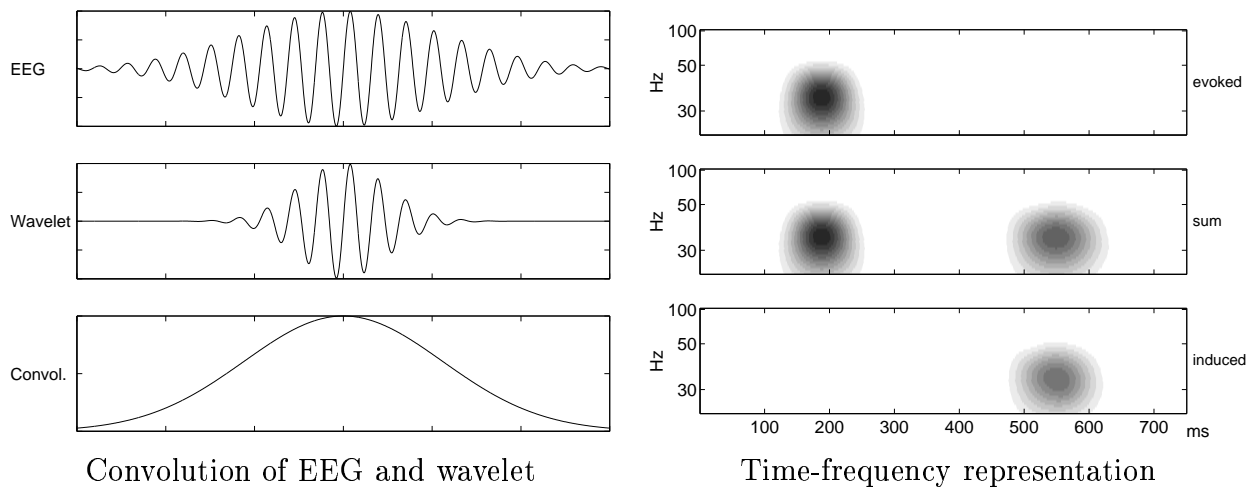 EEG
Wavelet
Convol.
Convolution of EEG and wavelet
100
50
30
Hz
evoked
100
50
30
sum
100
50
30
Hz
induced
100 200 300 400 500 600 700 ms
Time-frequency representation